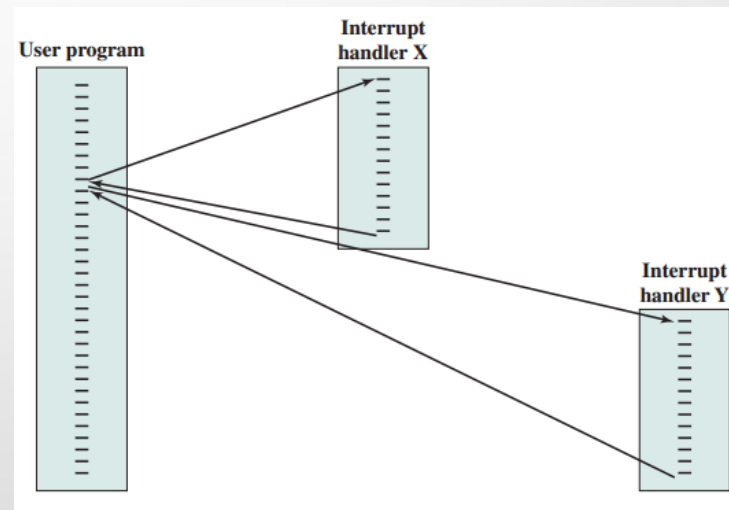 User program
Interrupt
handler X
Interrupt
handler Y